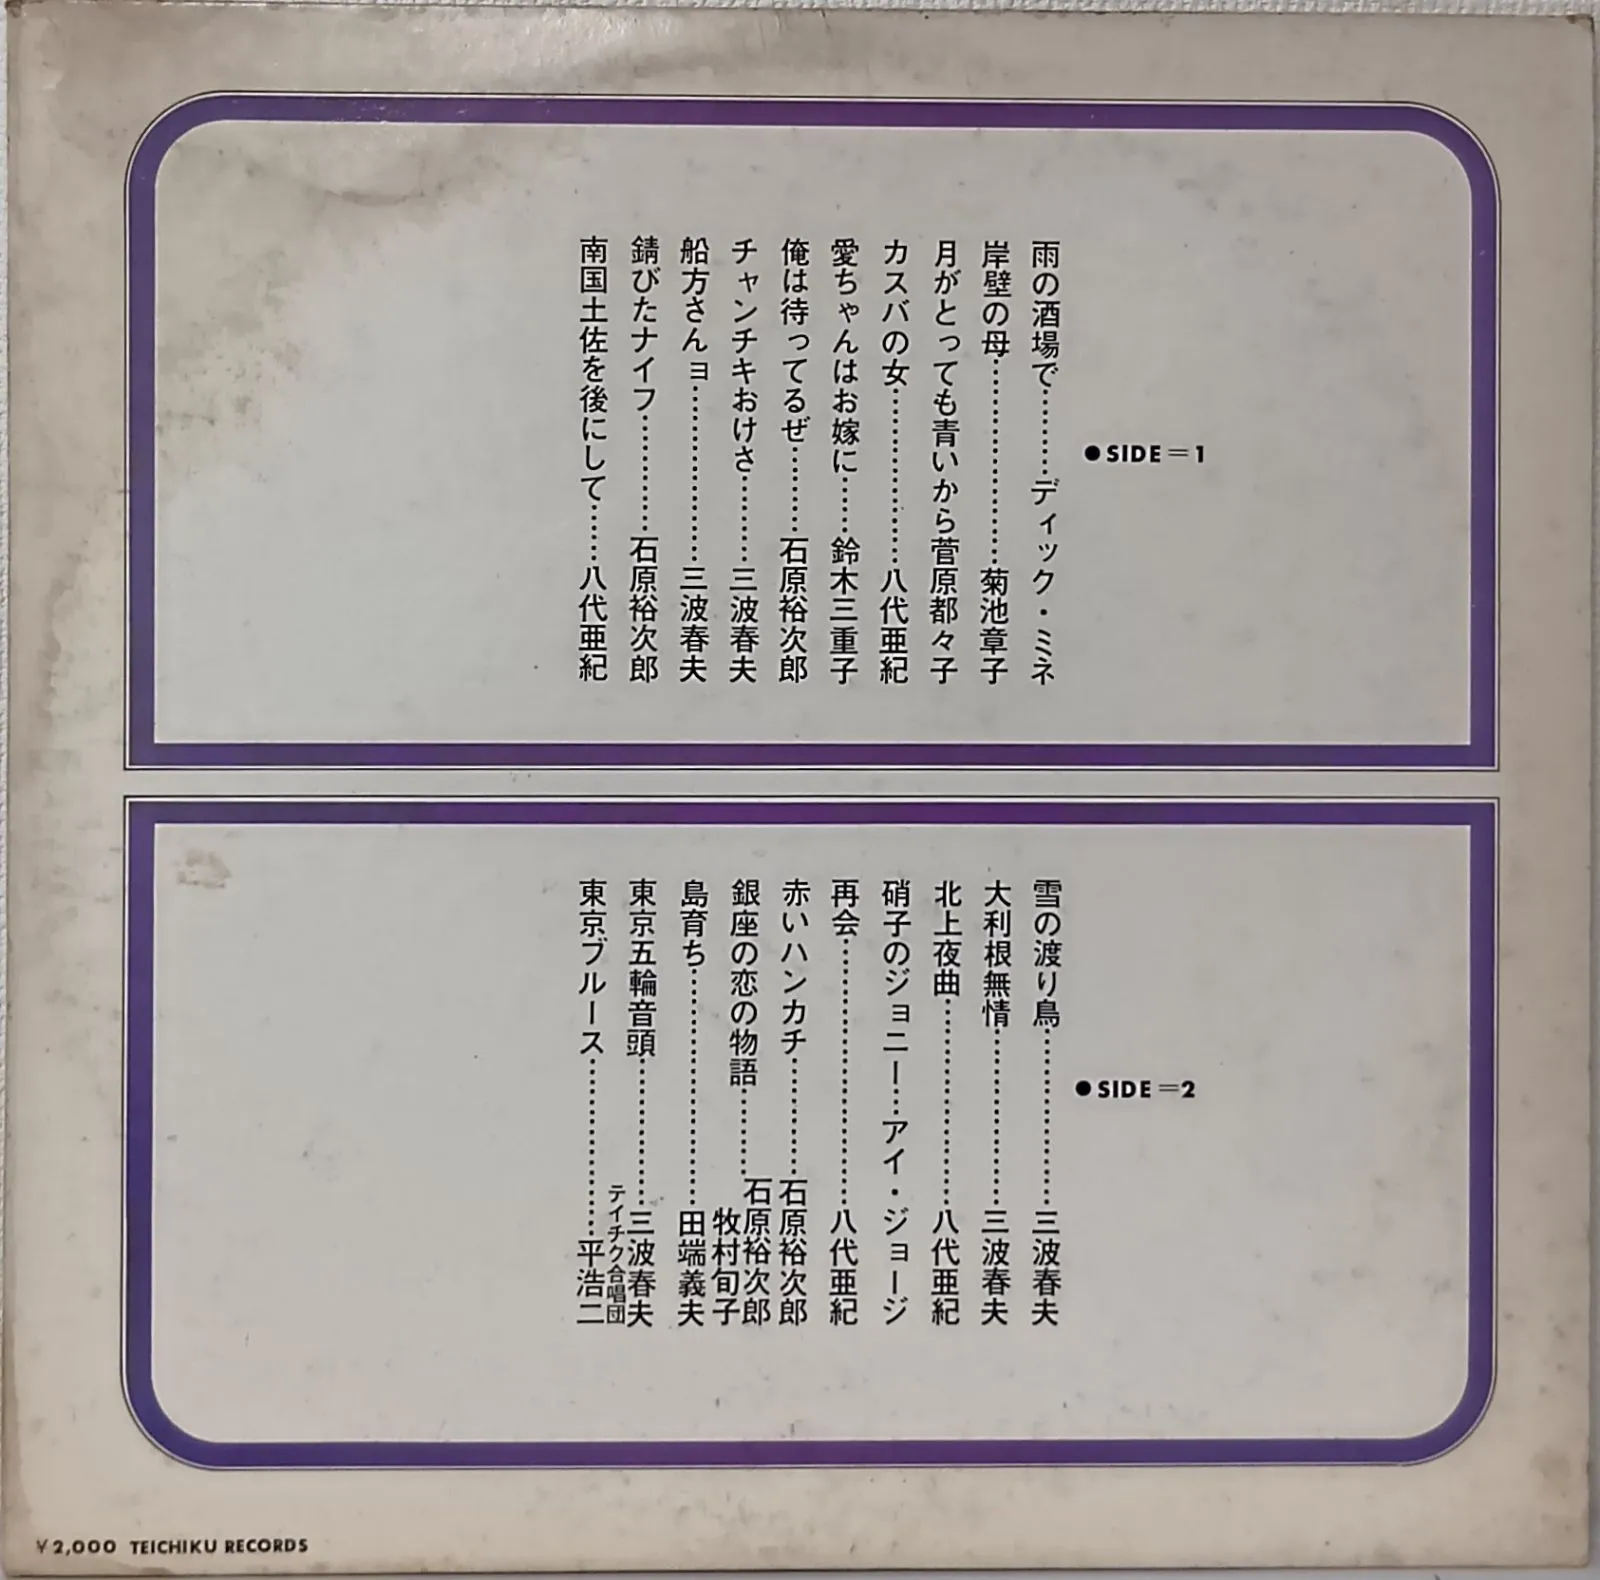 ●SIDE=1
雨の酒場で………ディック・ミネ
岸壁の母…………………菊池章子
月がとっても青いから菅原都々子
カスバの女………………八代亜紀
愛ちゃんはお嫁に……鈴木三重子
俺は待ってるぜ………石原裕次郎
チャンチキおけさ………三波春夫
船方さんョ………………三波春夫
錆びたナイフ…………石原裕次郎
南国土佐を後にして……八代亜紀
●SIDE=2
雪の渡り鳥………………三波春夫
大利根無情………………三波春夫
北上夜曲…………………八代亜紀
硝子のジョニー…アイ・ジョージ
再会………………………八代亜紀
赤いハンカチ…………石原裕次郎
銀座の恋の物語………石原裕次郎
牧村旬子
島育ち……………………田端義夫
東京五輪音頭……………三波春夫
テイチク合唱団
東京ブルース………………平浩二
¥2,000 TEICHIKU RECORDS